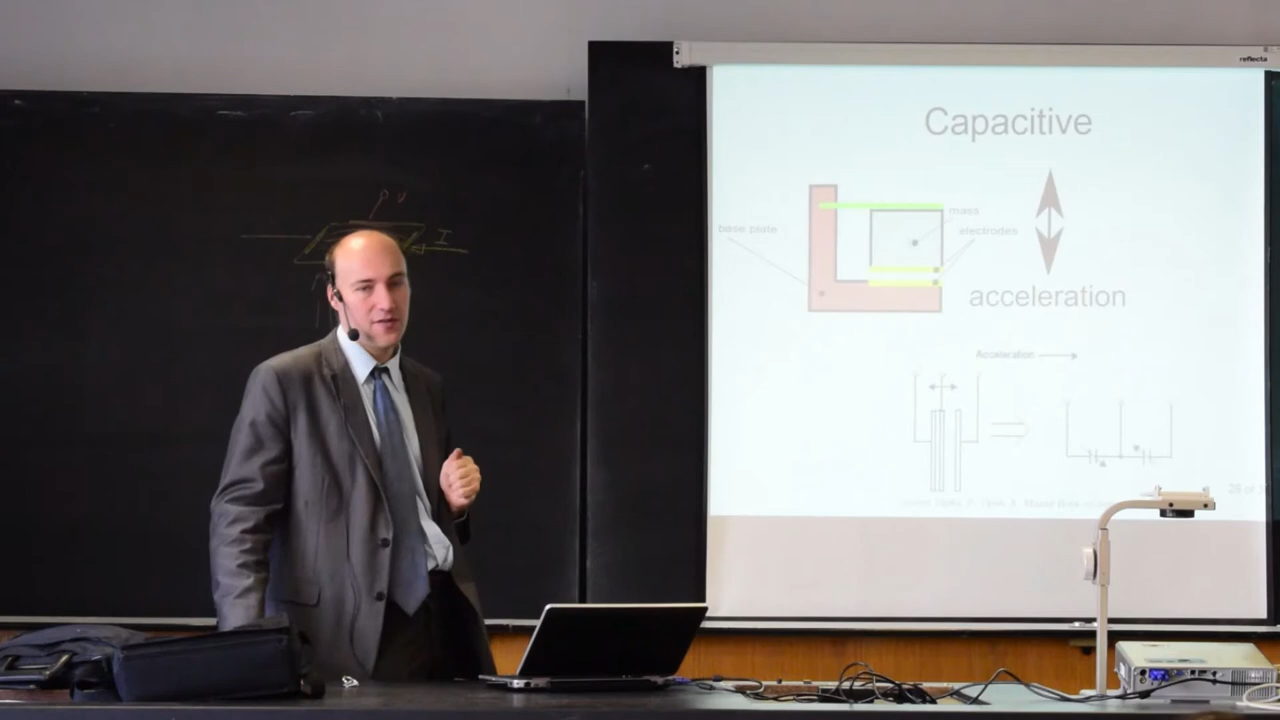 reflecta
Capacitive
mass
base plate
electrodes
acceleration
Acceleration
I